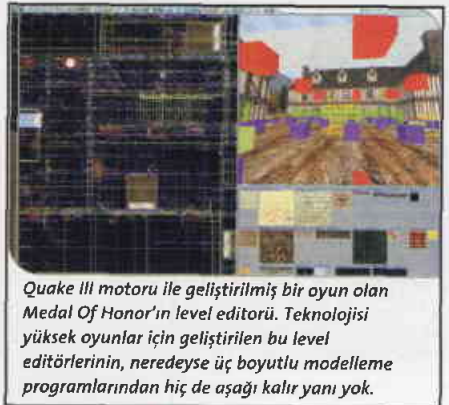 Quake III motoru ile geliştirilmiş bir oyun olan
Medal Of Honor'ın level editorü. Teknolojisi
yüksek oyunlar için geliştirilen bu level
editörlerinin, neredeyse üç boyutlu modelleme
programlarından hiç de aşağı kalır yanı yok.